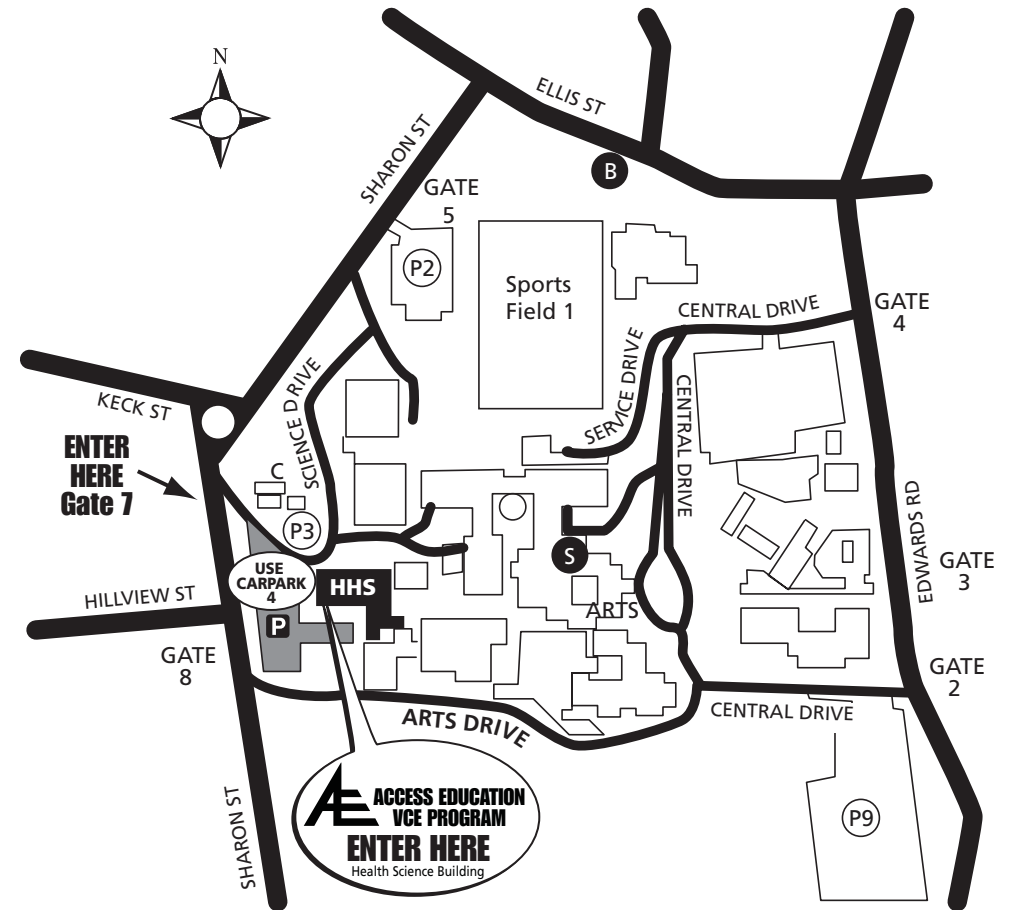 N
ELLIS ST
SHARON ST
B
GATE
5
P2
Sports
Field 1
CENTRAL DRIVE
GATE
4
SERVICE DRIVE
CENTRAL DRIVE
KECK ST
SCIENCE DRIVE
ENTER
HERE
Gate 7
C
P3
S
EDWARDS RD
GATE
3
USE
CARPARK
4
HHS
HILLVIEW ST
P
ARTS
GATE
8
GATE
2
ARTS DRIVE
CENTRAL DRIVE
SHARON ST
AE ACCESS EDUCATION
VCE PROGRAM
ENTER HERE
Health Science Building
P9